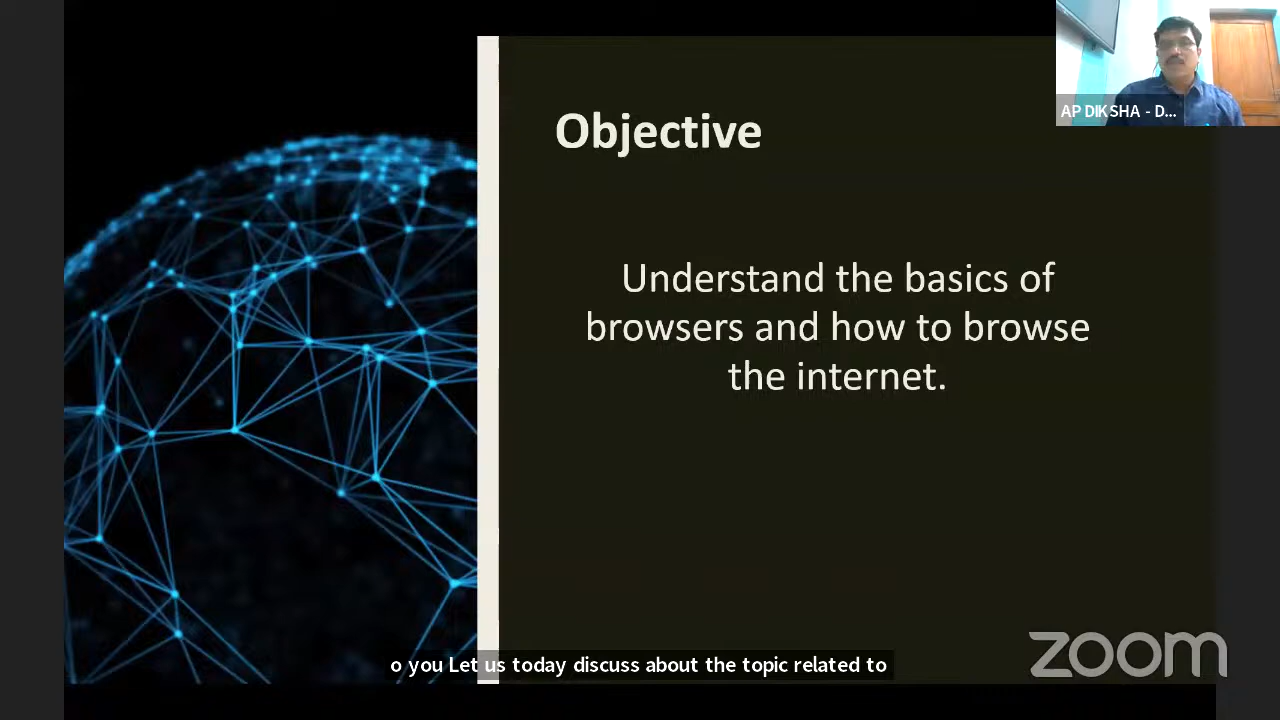 AP DIKSHA - D...
Objective
Understand the basics of
browsers and how to browse
the internet.
o you Let us today discuss about the topic related to
zoom